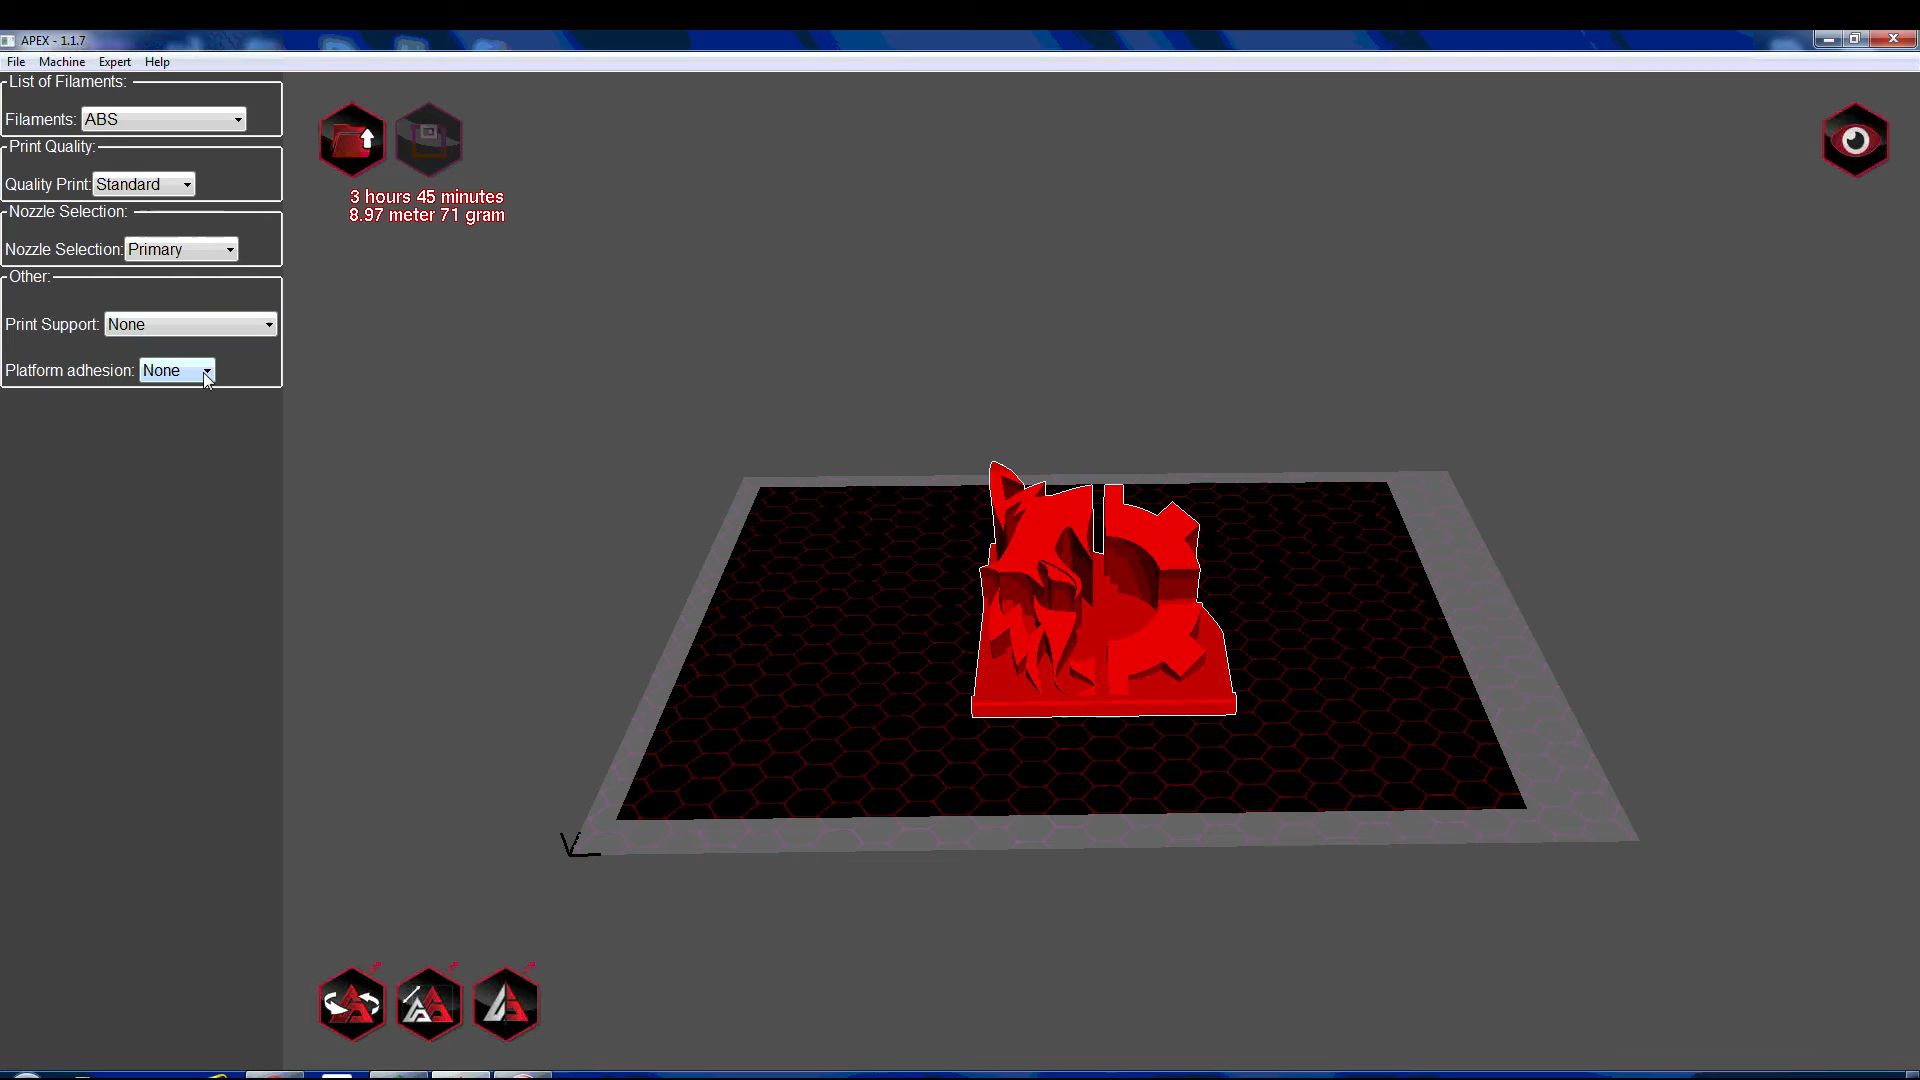 APEX - 1.1.7
File Machine Expert Help
List of Filaments:
Filaments: ABS
Print Quality:
Quality Print: Standard
Nozzle Selection:
Nozzle Selection: Primary
Other:
Print Support: None
Platform adhesion: None
3 hours 45 minutes
8.97 meter 71 gram